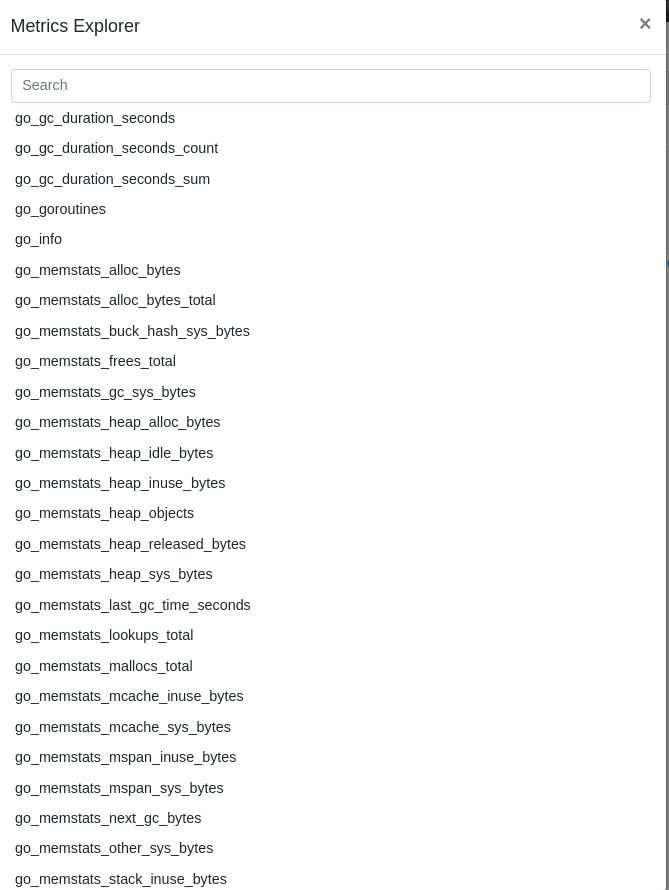 Metrics Explorer
×
Search
go_gc_duration_seconds
go_gc_duration_seconds_count
go_gc_duration_seconds_sum
go_goroutines
go_info
go_memstats_alloc_bytes
go_memstats_alloc_bytes_total
go_memstats_buck_hash_sys_bytes
go_memstats_frees_total
go_memstats_gc_sys_bytes
go_memstats_heap_alloc_bytes
go_memstats_heap_idle_bytes
go_memstats_heap_inuse_bytes
go_memstats_heap_objects
go_memstats_heap_released_bytes
go_memstats_heap_sys_bytes
go_memstats_last_gc_time_seconds
go_memstats_lookups_total
go_memstats_mallocs_total
go_memstats_mcache_inuse_bytes
go_memstats_mcache_sys_bytes
go_memstats_mspan_inuse_bytes
go_memstats_mspan_sys_bytes
go_memstats_next_gc_bytes
go_memstats_other_sys_bytes
go_memstats_stack_inuse_bytes